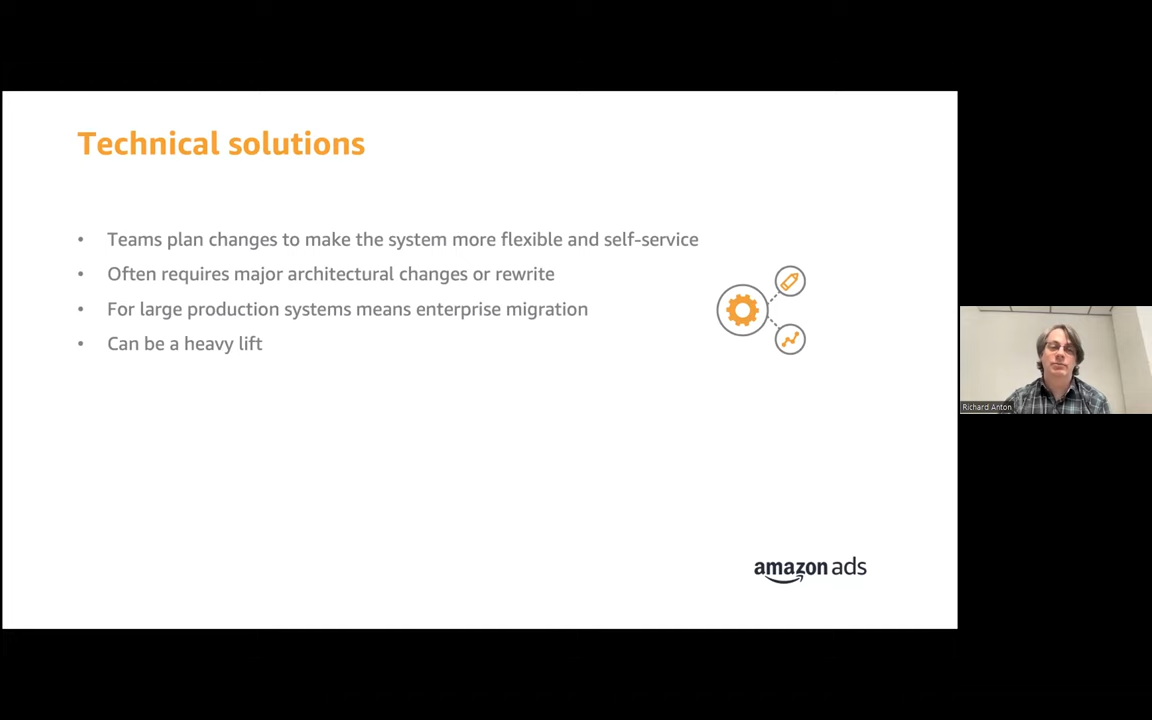 Technical solutions
• Teams plan changes to make the system more flexible and self-service
• Often requires major architectural changes or rewrite
• For large production systems means enterprise migration
• Can be a heavy lift
Richard Anton
amazon ads